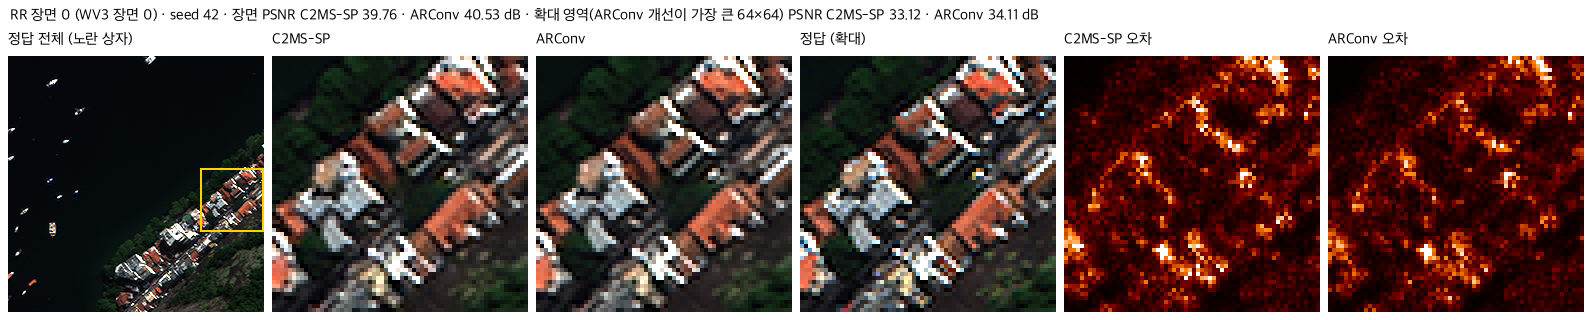 RR 장면 0 (WV3 장면 0) · seed 42 · 장면 PSNR C2MS-SP 39.76 · ARConv 40.53 dB · 확대 영역(ARConv 개선이 가장 큰 64×64) PSNR C2MS-SP 33.12 · ARConv 34.11 dB
정답 전체 (노란 상자) C2MS-SP ARConv 정답 (확대) C2MS-SP 오차 ARConv 오차